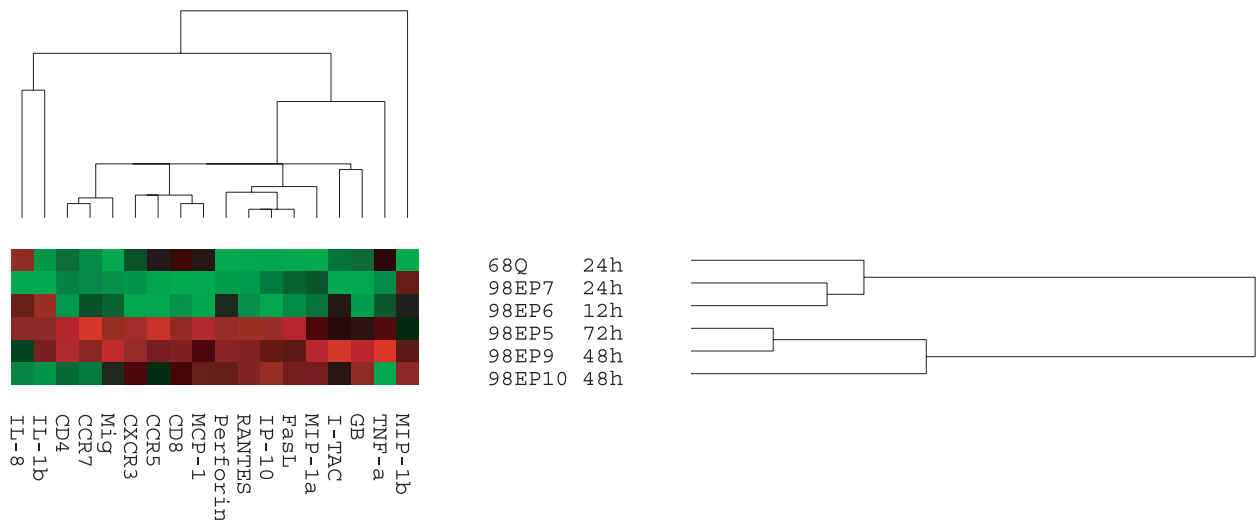 68Q 24h
98EP7 24h
98EP6 12h
98EP5 72h
98EP9 48h
98EP10 48h
IL-8
IL-1b
CD4
CCR7
Mig
CXCR3
CCR5
CD8
MCP-1
Perforin
RANTES
IP-10
FasL
MIP-1a
I-TAC
GB
TNF-a
MIP-1b